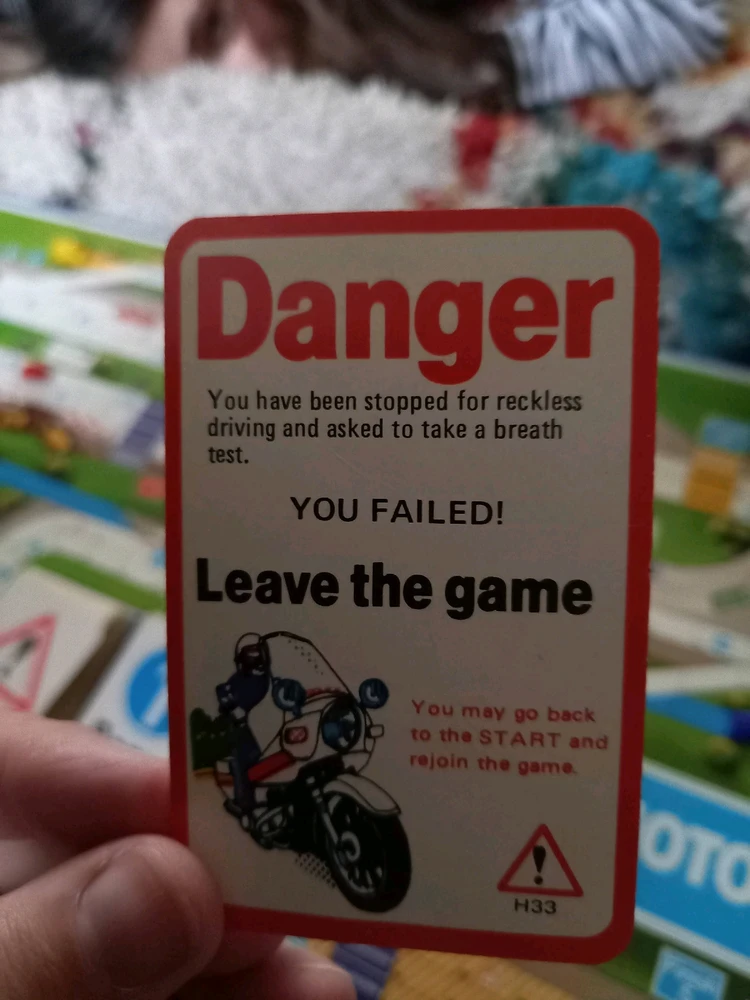 Danger
You have been stopped for reckless
driving and asked to take a breath
test.
YOU FAILED!
Leave the game
You may go back
to the START and
rejoin the game.
H33